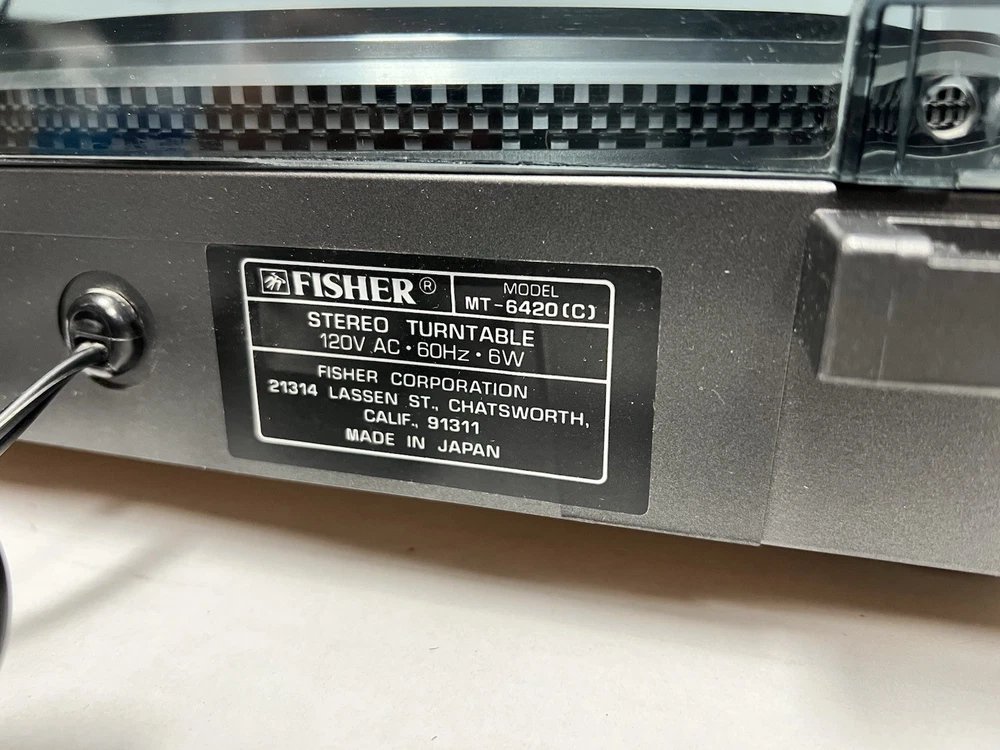 FISHER®
MODEL
MT-6420(C)
STEREO TURNTABLE
120V AC · 60Hz · 6W
FISHER CORPORATION
21314 LASSEN ST., CHATSWORTH,
CALIF., 91311
MADE IN JAPAN